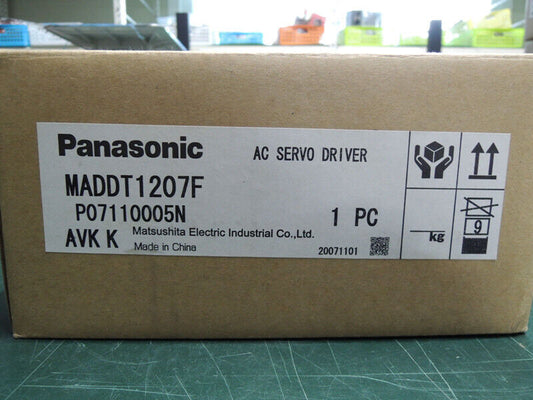 Panasonic AC SERVO DRIVER
MADDT1207F
P07110005N 1 PC
AVK K Matsushita Electric Industrial Co.,Ltd.
Made in China 20071101
kg
9